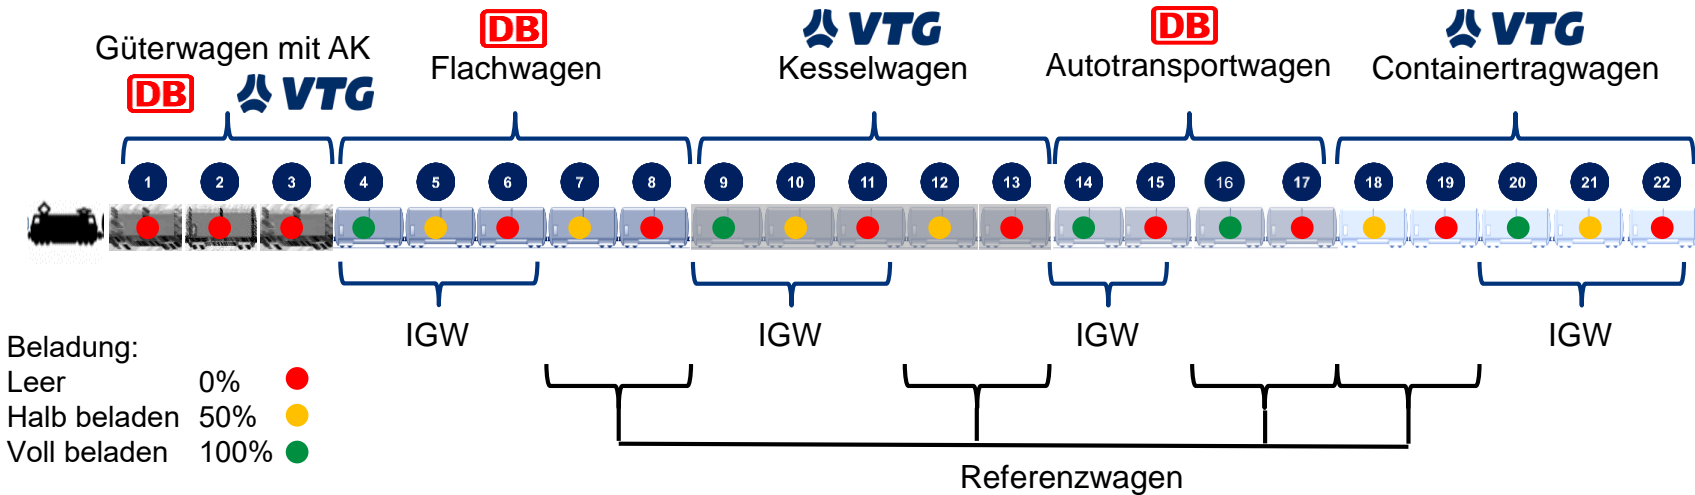 Güterwagen mit AK
DB VTG
DB
Flachwagen
VTG
Kesselwagen
DB
Autotransportwagen
VTG
Containertragwagen
1 2 3 4 5 6 7 8 9 10 11 12 13 14 15 16 17 18 19 20 21 22
IGW IGW IGW IGW
Beladung:
Leer 0%
Halb beladen 50%
Voll beladen 100%
Referenzwagen